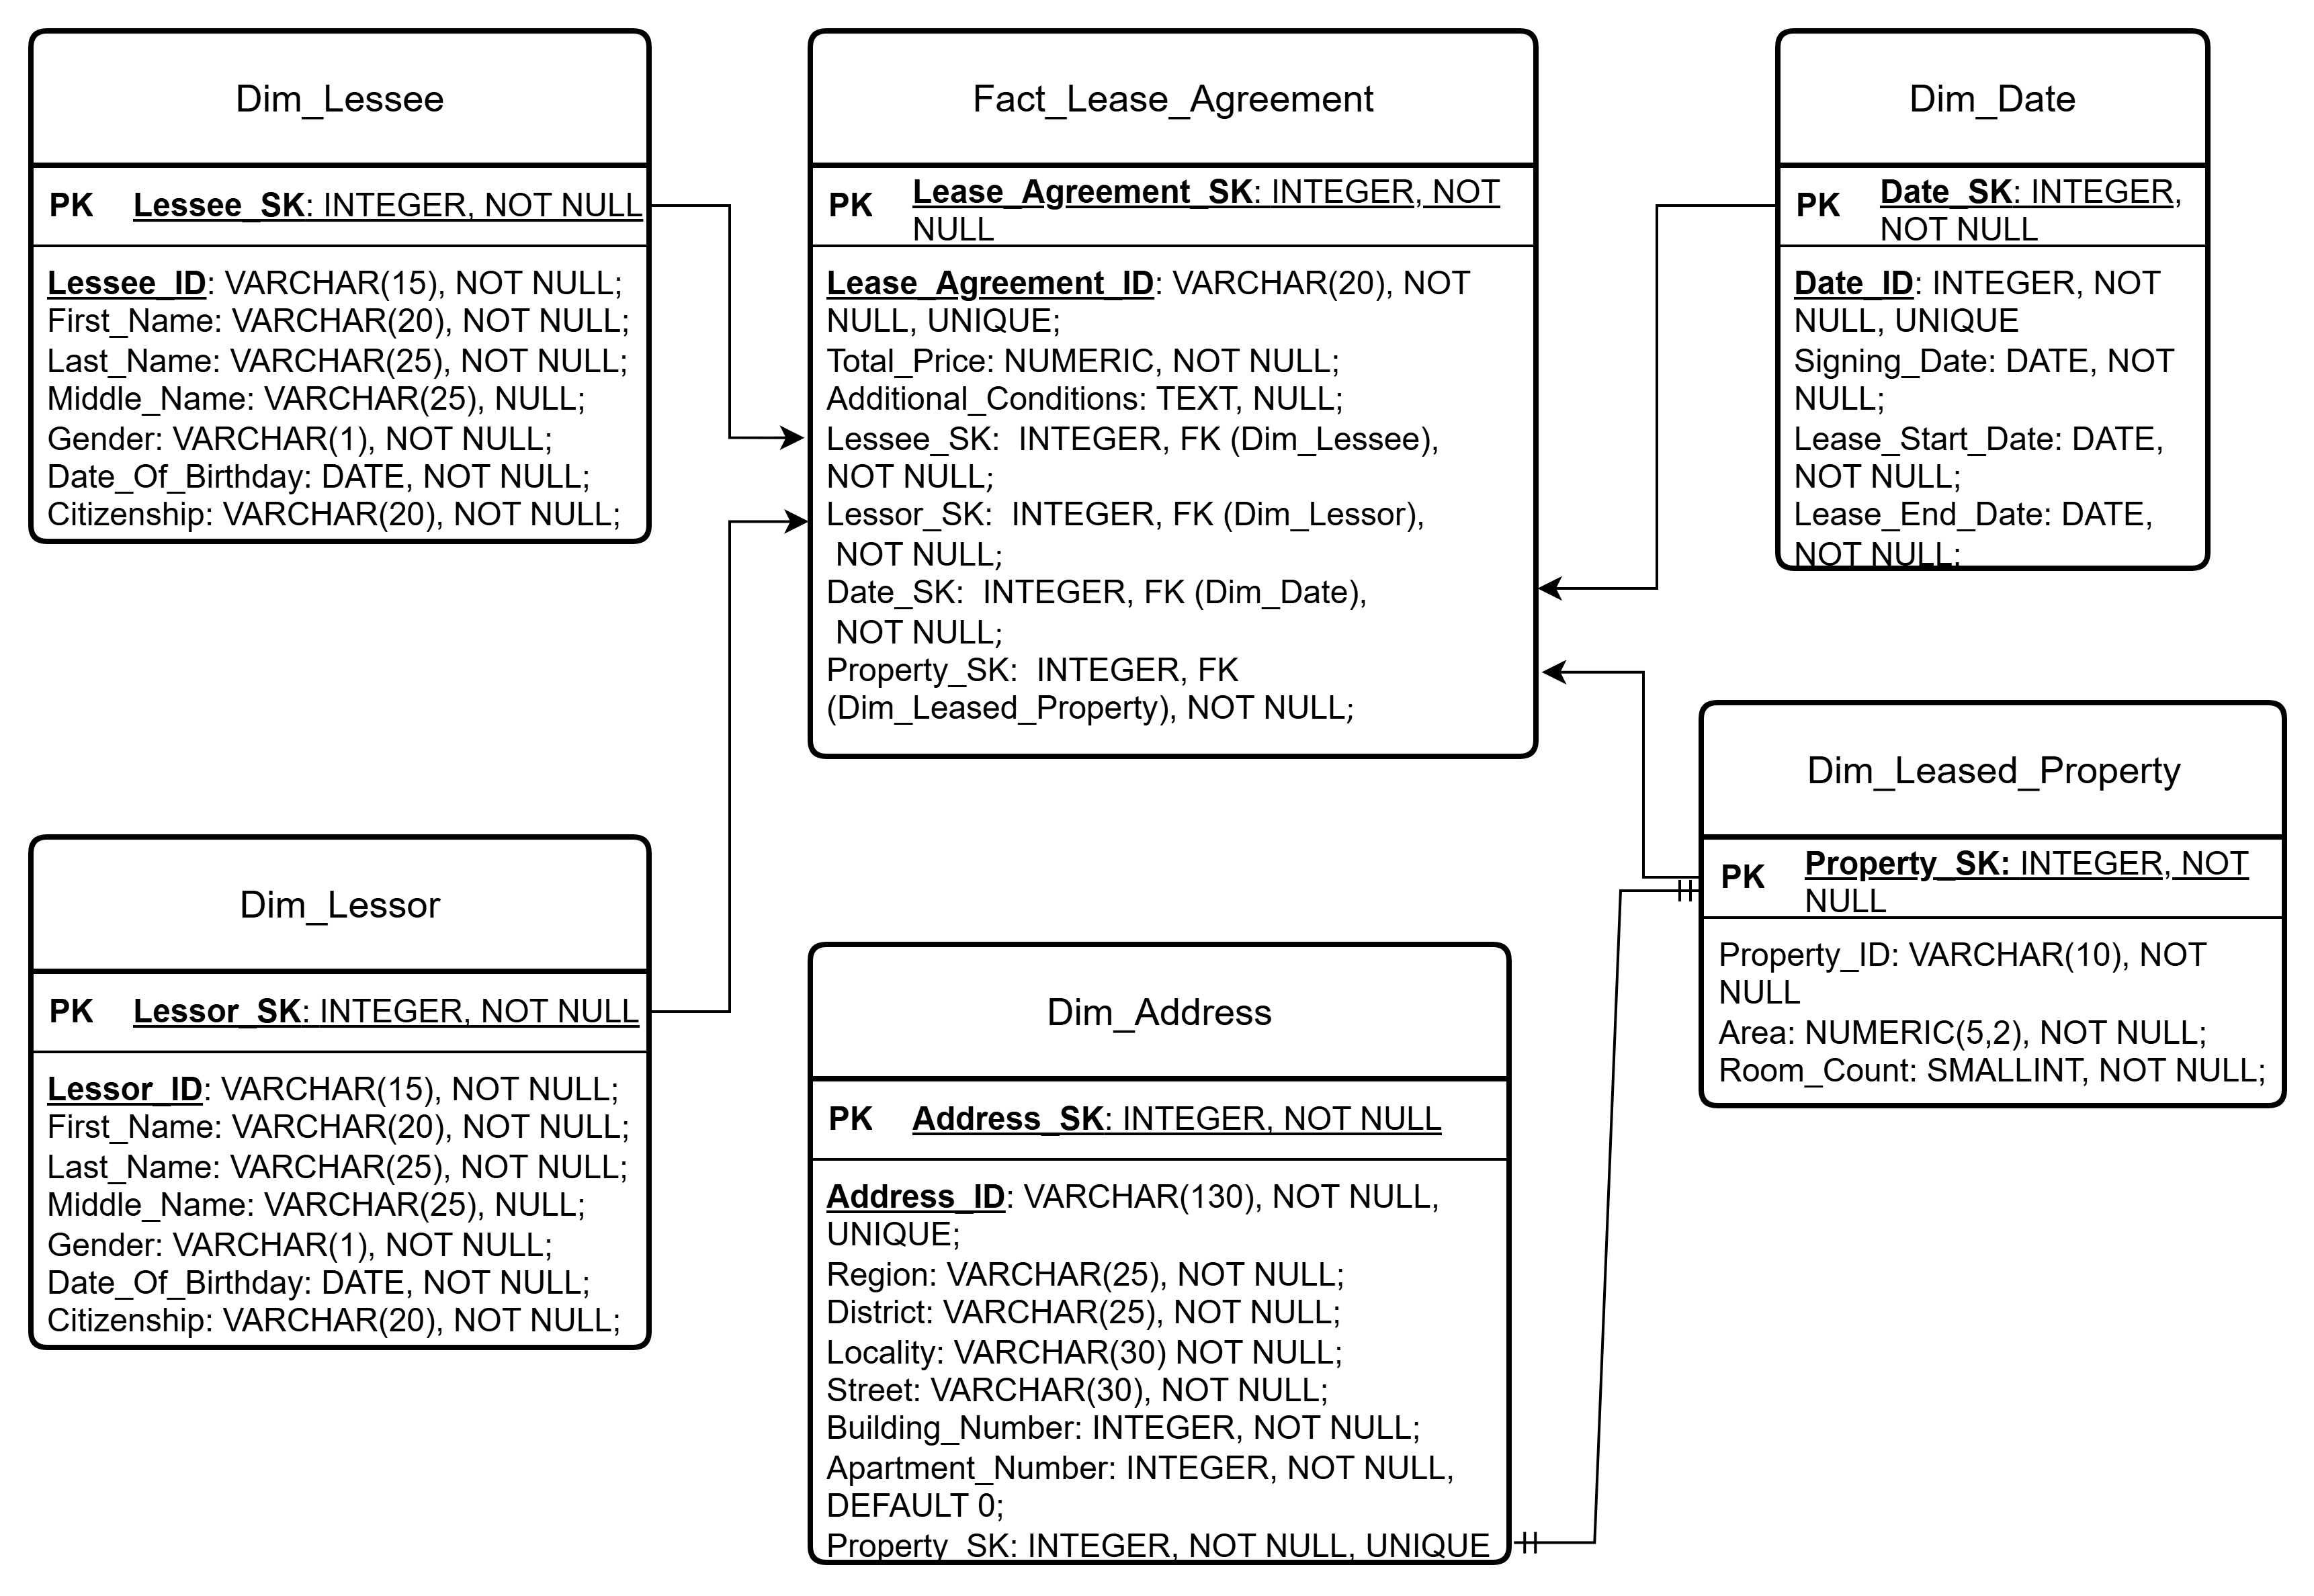 Dim_Lessee
PK Lessee_SK: INTEGER, NOT NULL
Lessee_ID: VARCHAR(15), NOT NULL;
First_Name: VARCHAR(20), NOT NULL;
Last_Name: VARCHAR(25), NOT NULL;
Middle_Name: VARCHAR(25), NULL;
Gender: VARCHAR(1), NOT NULL;
Date_Of_Birthday: DATE, NOT NULL;
Citizenship: VARCHAR(20), NOT NULL;
Fact_Lease_Agreement
PK Lease_Agreement_SK: INTEGER, NOT
NULL
Lease_Agreement_ID: VARCHAR(20), NOT
NULL, UNIQUE;
Total_Price: NUMERIC, NOT NULL;
Additional_Conditions: TEXT, NULL;
Lessee_SK: INTEGER, FK (Dim_Lessee),
NOT NULL;
Lessor_SK: INTEGER, FK (Dim_Lessor),
NOT NULL;
Date_SK: INTEGER, FK (Dim_Date),
NOT NULL;
Property_SK: INTEGER, FK
(Dim_Leased_Property), NOT NULL;
Dim_Date
PK Date_SK: INTEGER,
NOT NULL
Date_ID: INTEGER, NOT
NULL, UNIQUE
Signing_Date: DATE, NOT
NULL;
Lease_Start_Date: DATE,
NOT NULL;
Lease_End_Date: DATE,
NOT NULL;
Dim_Lessor
PK Lessor_SK: INTEGER, NOT NULL
Lessor_ID: VARCHAR(15), NOT NULL;
First_Name: VARCHAR(20), NOT NULL;
Last_Name: VARCHAR(25), NOT NULL;
Middle_Name: VARCHAR(25), NULL;
Gender: VARCHAR(1), NOT NULL;
Date_Of_Birthday: DATE, NOT NULL;
Citizenship: VARCHAR(20), NOT NULL;
Dim_Address
PK Address_SK: INTEGER, NOT NULL
Address_ID: VARCHAR(130), NOT NULL,
UNIQUE;
Region: VARCHAR(25), NOT NULL;
District: VARCHAR(25), NOT NULL;
Locality: VARCHAR(30) NOT NULL;
Street: VARCHAR(30), NOT NULL;
Building_Number: INTEGER, NOT NULL;
Apartment_Number: INTEGER, NOT NULL,
DEFAULT 0;
Property_SK: INTEGER, NOT NULL, UNIQUE
Dim_Leased_Property
PK Property_SK: INTEGER, NOT
NULL
Property_ID: VARCHAR(10), NOT
NULL
Area: NUMERIC(5,2), NOT NULL;
Room_Count: SMALLINT, NOT NULL;